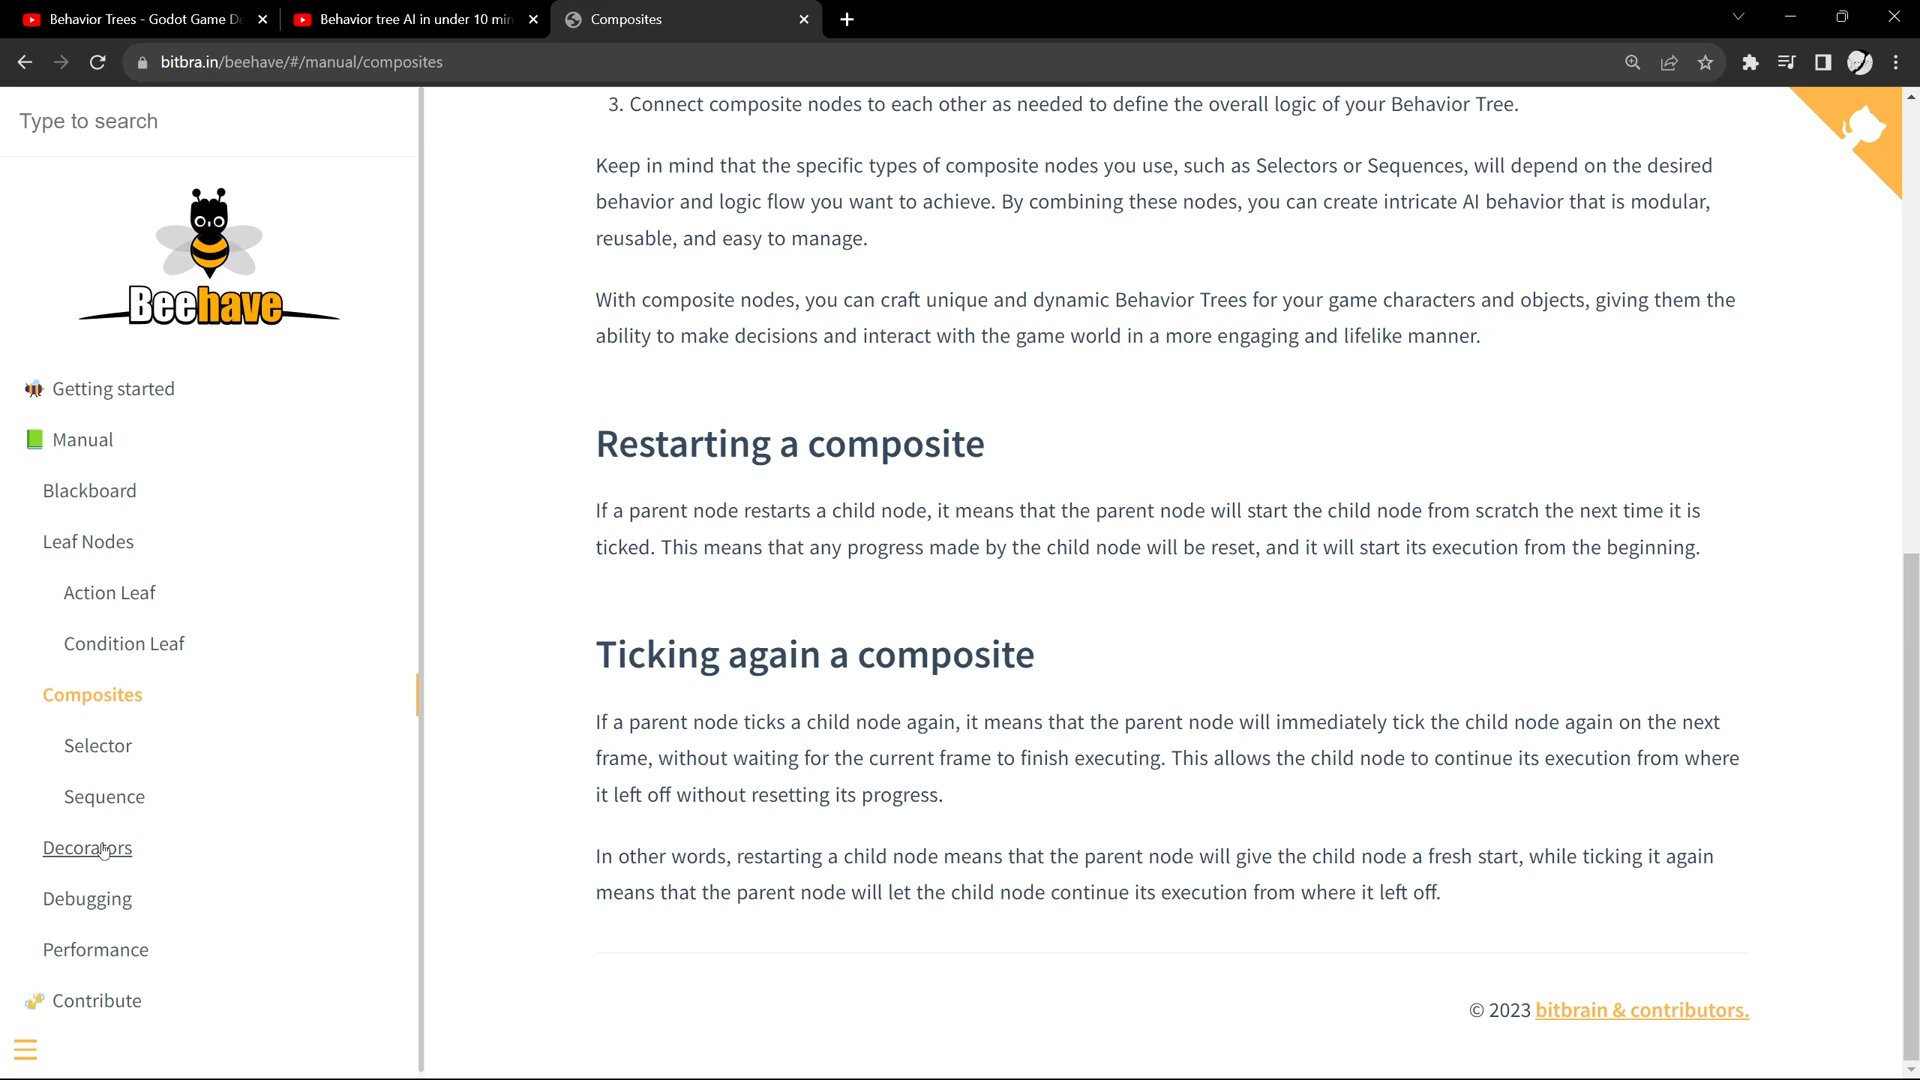 Behavior Trees - Godot Game De
Behavior tree AI in under 10 min
Composites
bitbra.in/beehave/#/manual/composites
Type to search
Beehave
Getting started
Manual
Blackboard
Leaf Nodes
Action Leaf
Condition Leaf
Composites
Selector
Sequence
Decorators
Debugging
Performance
Contribute
3. Connect composite nodes to each other as needed to define the overall logic of your Behavior Tree.
Keep in mind that the specific types of composite nodes you use, such as Selectors or Sequences, will depend on the desired
behavior and logic flow you want to achieve. By combining these nodes, you can create intricate AI behavior that is modular,
reusable, and easy to manage.
With composite nodes, you can craft unique and dynamic Behavior Trees for your game characters and objects, giving them the
ability to make decisions and interact with the game world in a more engaging and lifelike manner.
Restarting a composite
If a parent node restarts a child node, it means that the parent node will start the child node from scratch the next time it is
ticked. This means that any progress made by the child node will be reset, and it will start its execution from the beginning.
Ticking again a composite
If a parent node ticks a child node again, it means that the parent node will immediately tick the child node again on the next
frame, without waiting for the current frame to finish executing. This allows the child node to continue its execution from where
it left off without resetting its progress.
In other words, restarting a child node means that the parent node will give the child node a fresh start, while ticking it again
means that the parent node will let the child node continue its execution from where it left off.
© 2023 bitbrain & contributors.